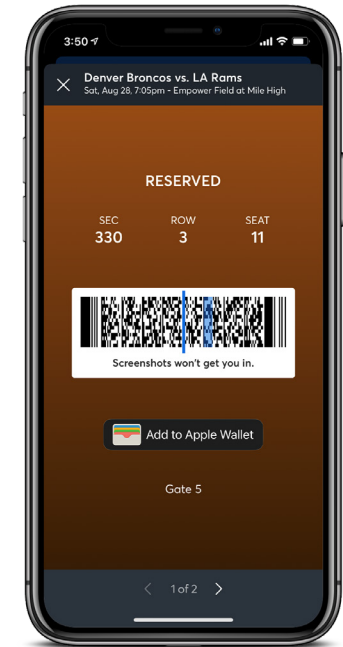 3:50
Denver Broncos vs. LA Rams
Sat, Aug 28, 7:05pm - Empower Field at Mile High
RESERVED
SEC ROW SEAT
330 3 11
Screenshots won't get you in.
Add to Apple Wallet
Gate 5
1 of 2